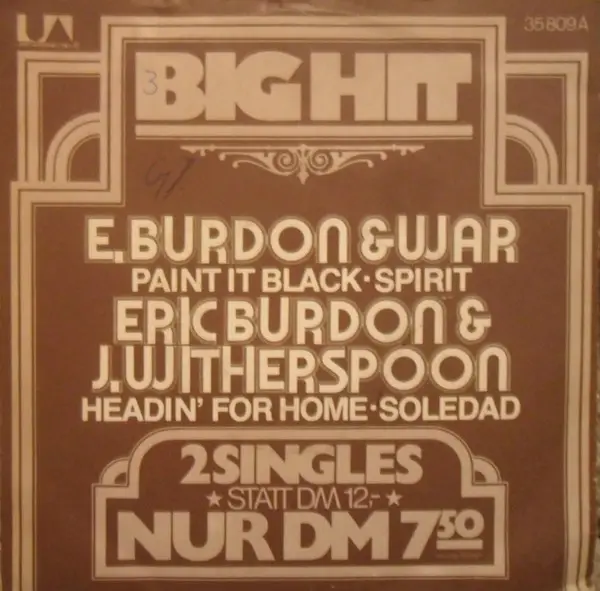 UA
35 809 A
3
BIG HIT
E. BURDON & WAR
PAINT IT BLACK · SPIRIT
ERIC BURDON &
J. WITHERSPOON
HEADIN' FOR HOME · SOLEDAD
2 SINGLES
★ STATT DM 12,- ★
NUR DM 7 50